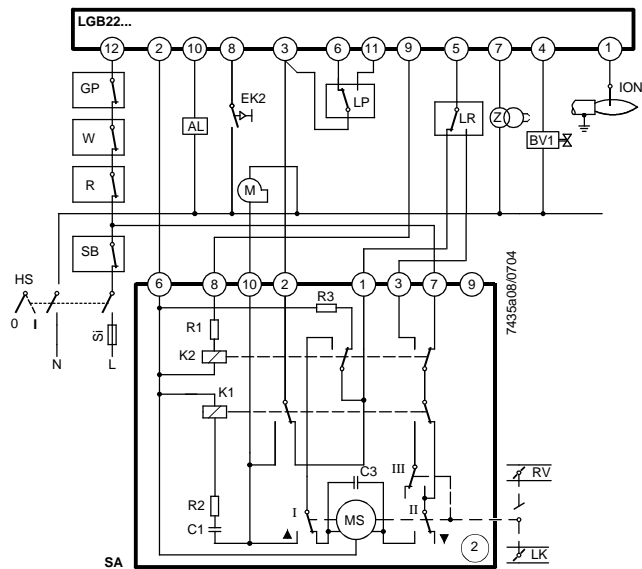 LGB22...
12 2 10 8 3 6 11 9 5 7 4 1
GP
EK2
LP
ION
AL
LR
Z
BV1
W
R
M
SB
HS
0 I
Si
N L
6 8 10 2 1 3 7 9
7435a08/0704
R3
R1
K2
K1
C3
III
RV
R2
I
MS
II
C1
2
LK
SA